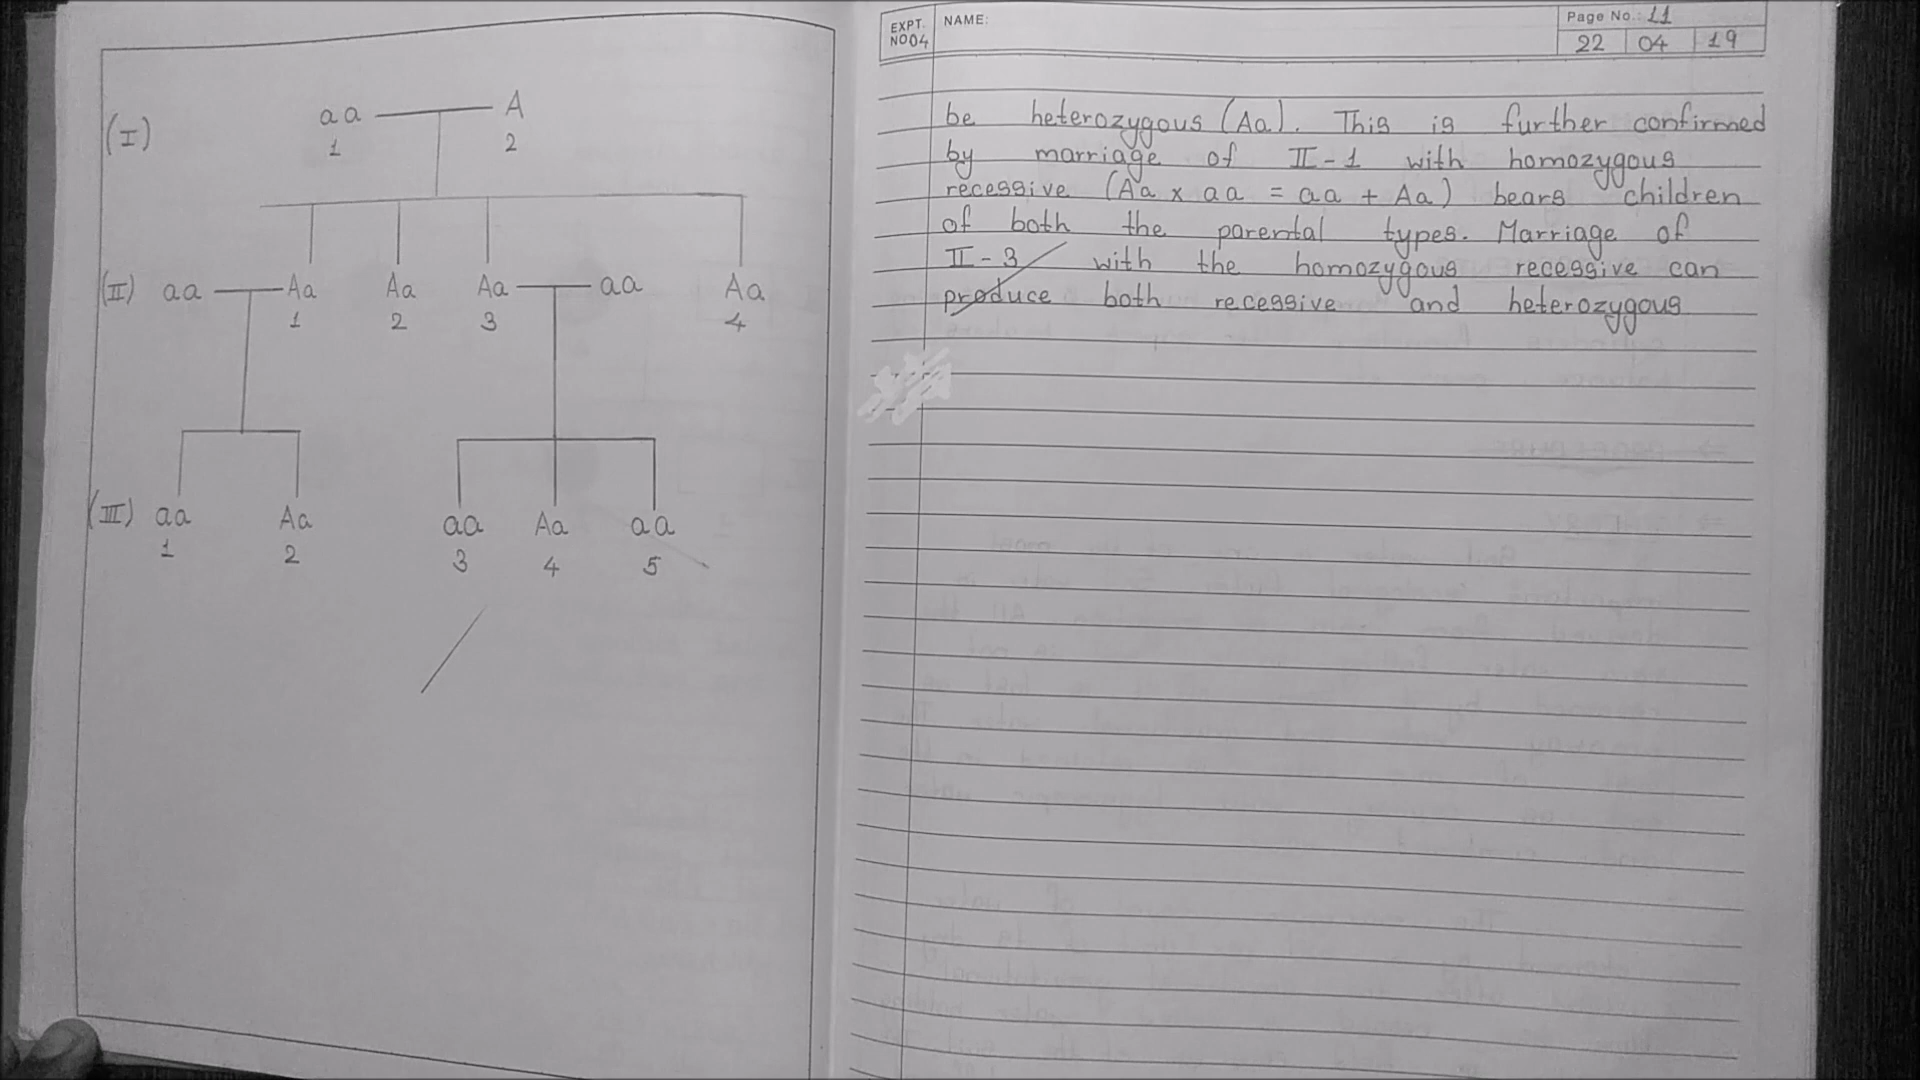 (I) aa A
1 2
(II) aa Aa Aa Aa aa Aa
1 2 3 4
(III) aa Aa aa Aa aa
1 2 3 4 5
EXPT. NO 04
NAME:
Page No.: 11
22 04 19
be heterozygous (Aa). This is further confirmed
by marriage of II-1 with homozygous
recessive (Aa x aa = aa + Aa) bears children
of both the parental types. Marriage of
II-3 with the homozygous recessive can
produce both recessive and heterozygous